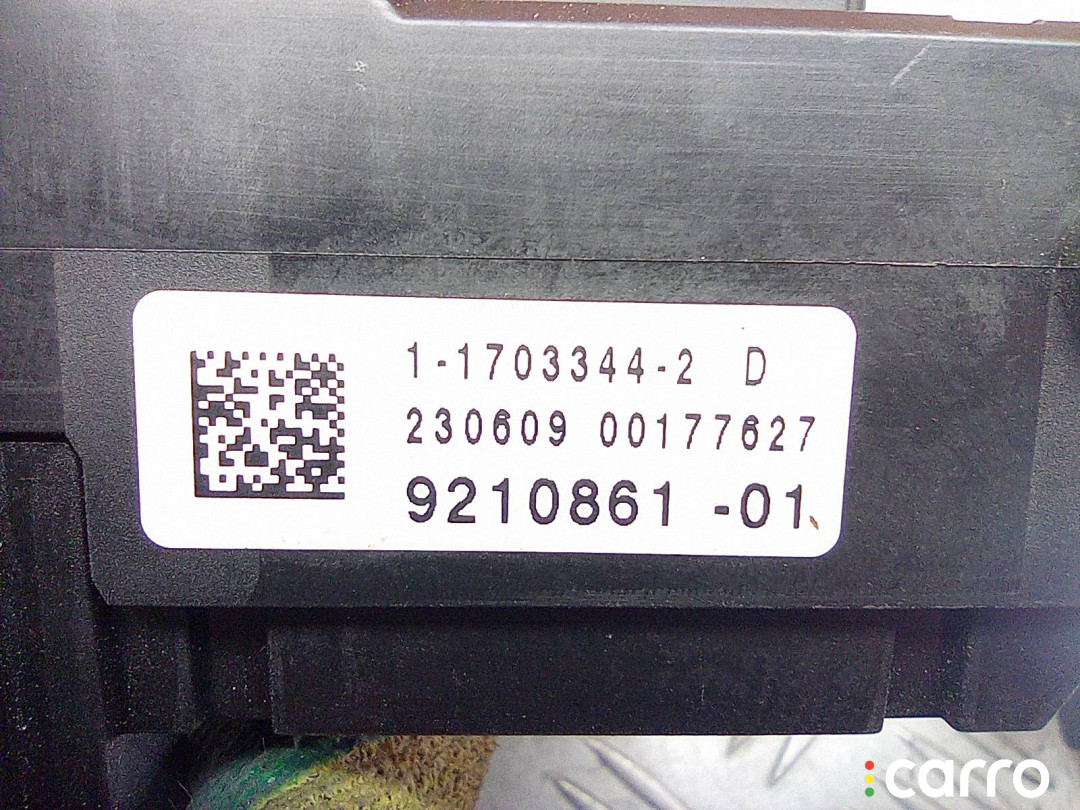 1-1703344-2 D
230609 00177627
9210861 -01
carro